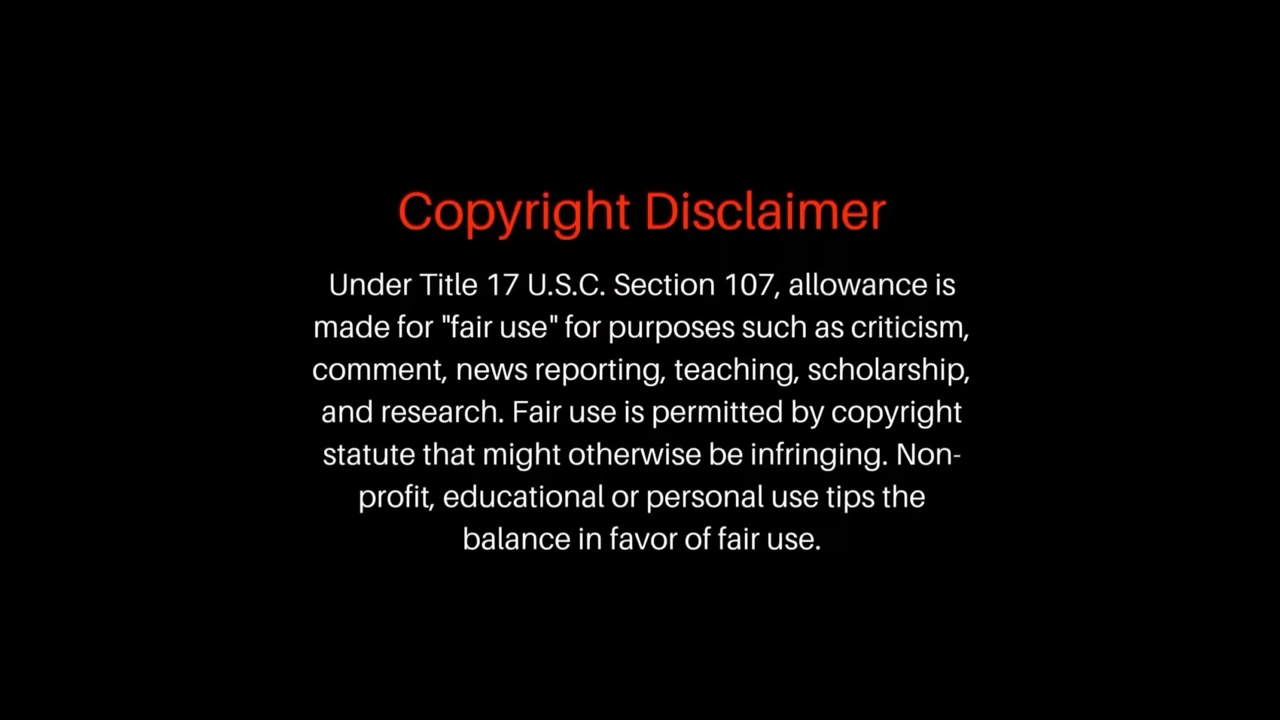 Copyright Disclaimer
Under Title 17 U.S.C. Section 107, allowance is
made for "fair use" for purposes such as criticism,
comment, news reporting, teaching, scholarship,
and research. Fair use is permitted by copyright
statute that might otherwise be infringing. Non-
profit, educational or personal use tips the
balance in favor of fair use.